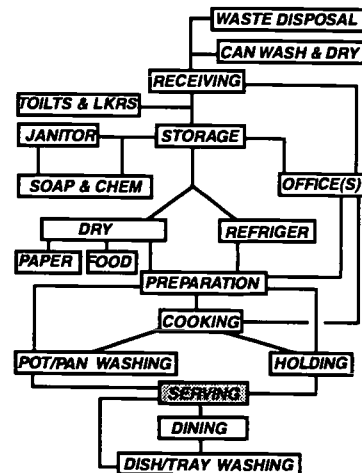 WASTE DISPOSAL
CAN WASH & DRY
RECEIVING
TOILTS & LKRS
JANITOR
STORAGE
SOAP & CHEM
OFFICE(S)
DRY
REFRIGER
PAPER
FOOD
PREPARATION
COOKING
POT/PAN WASHING
HOLDING
SERVING
DINING
DISH/TRAY WASHING